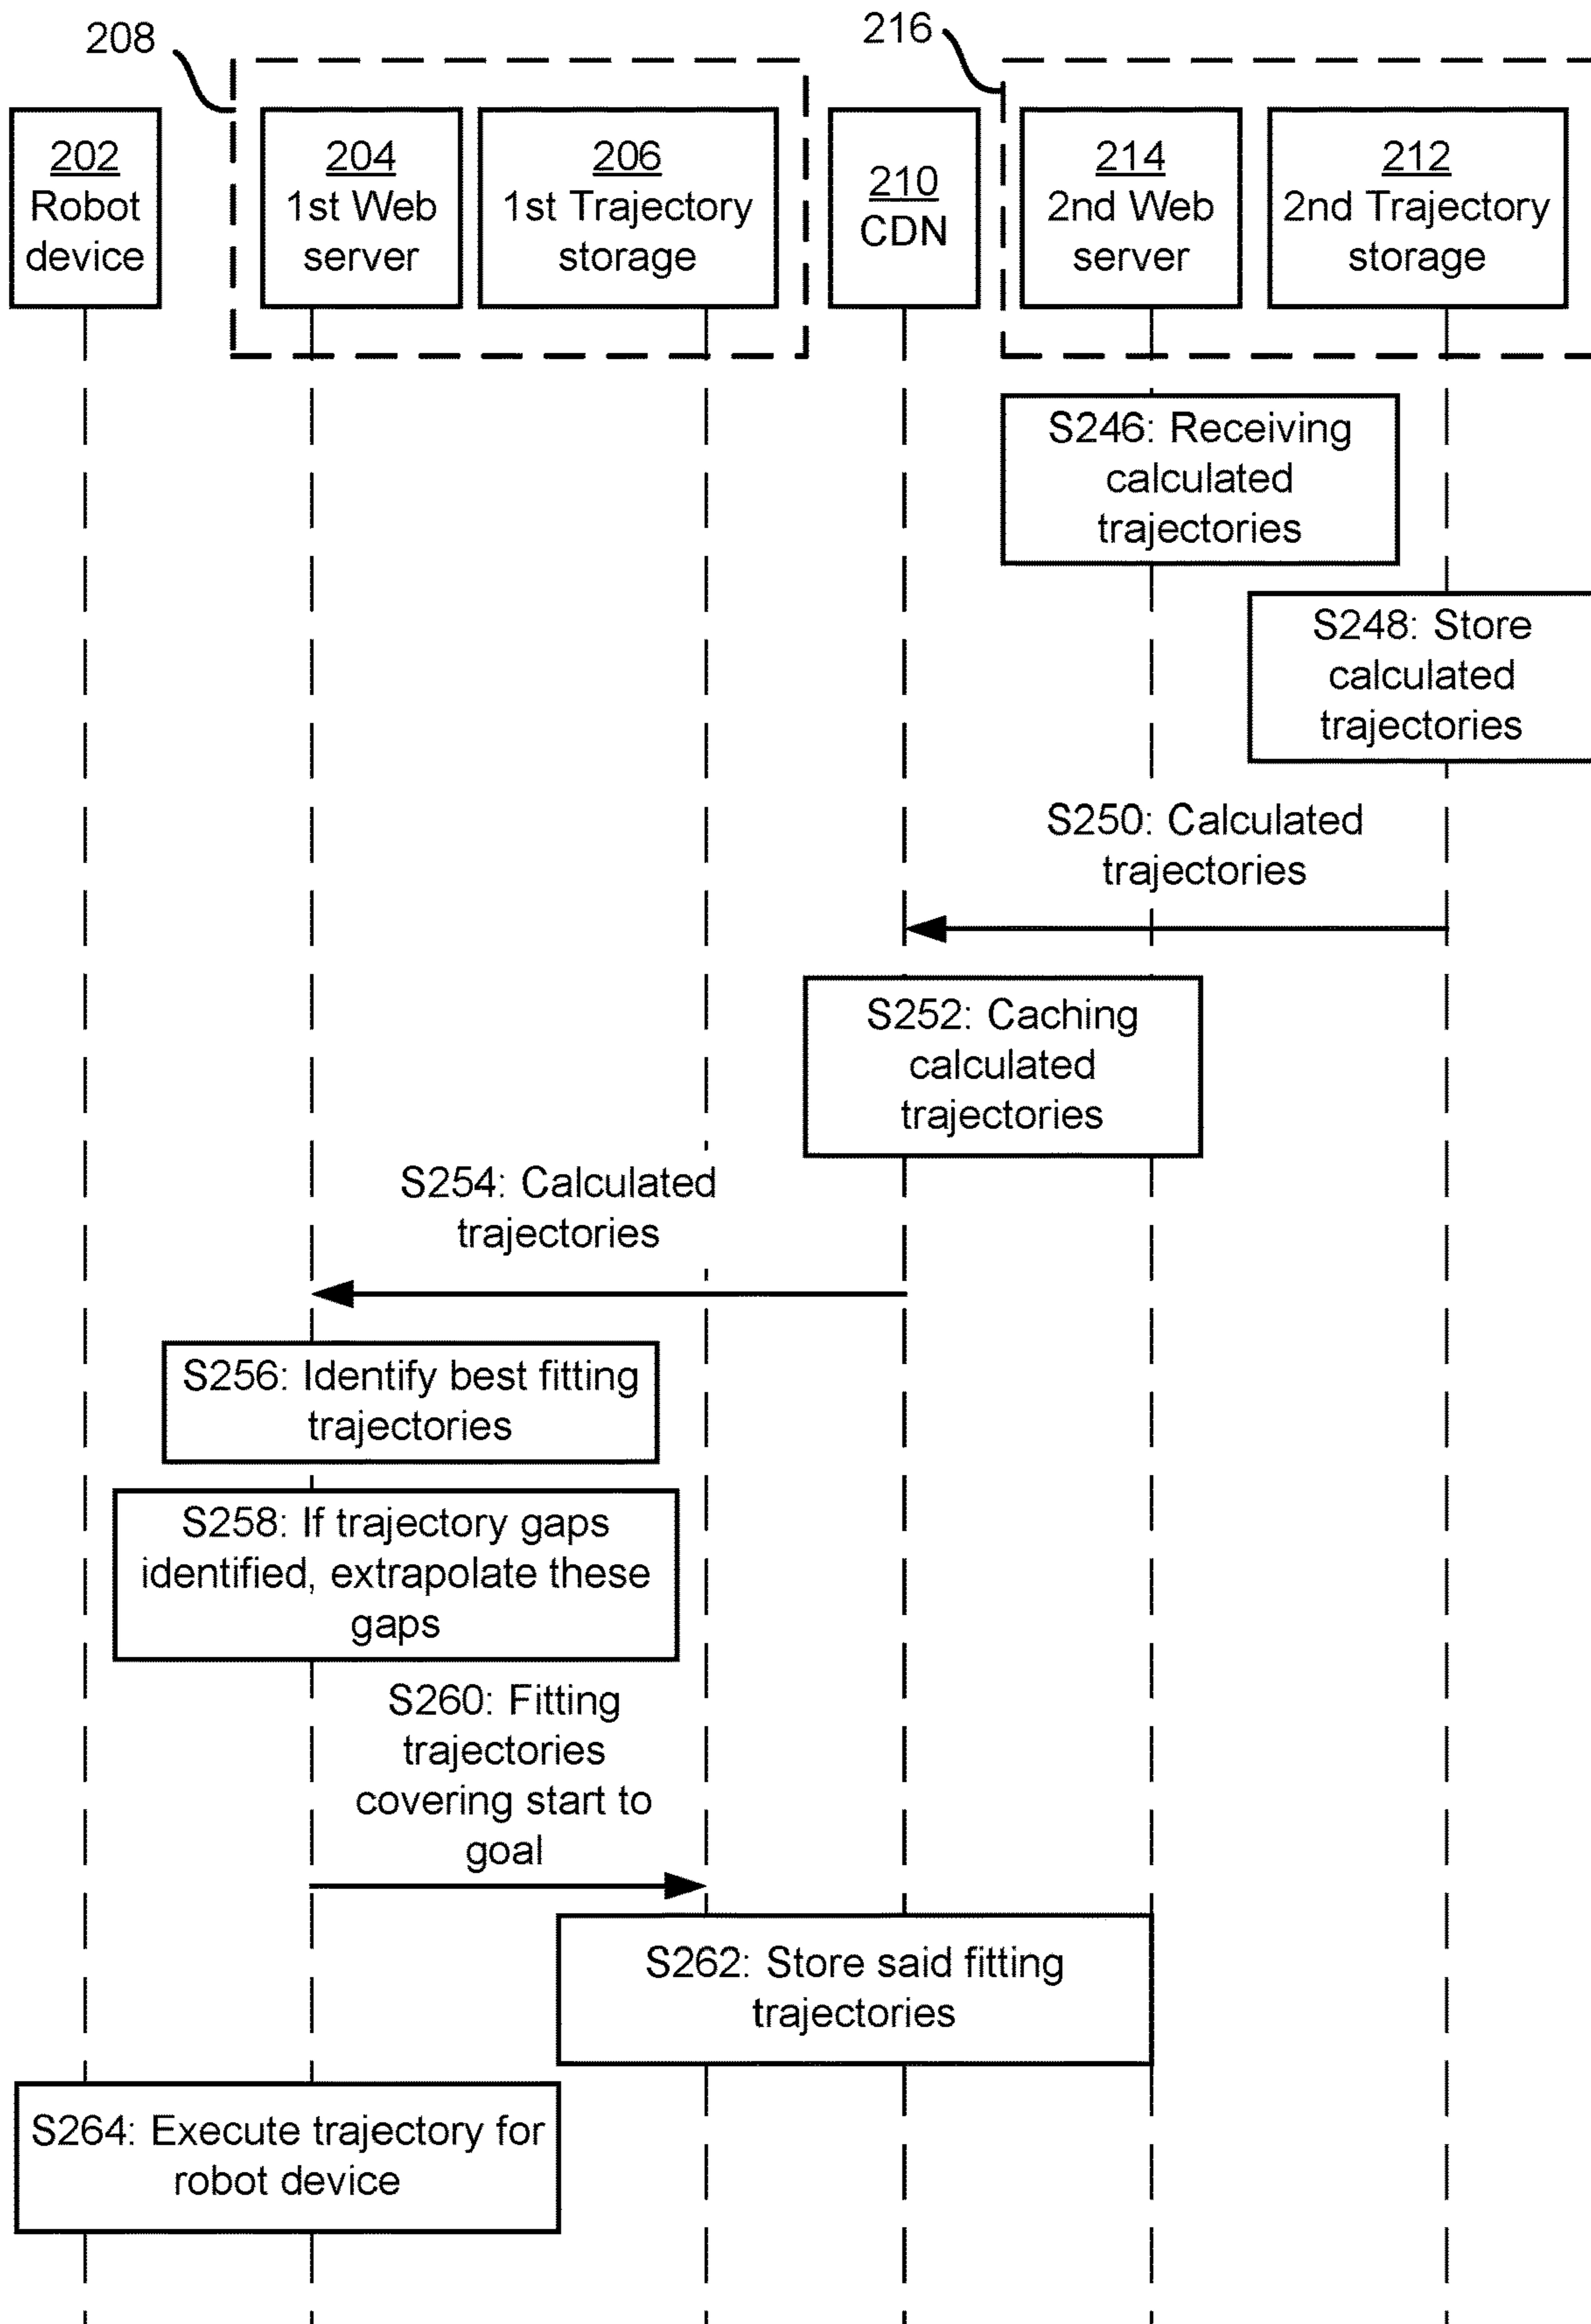 208
216
202
Robot
device
204
1st Web
server
206
1st Trajectory
storage
210
CDN
214
2nd Web
server
212
2nd Trajectory
storage
S246: Receiving
calculated
trajectories
S248: Store
calculated
trajectories
S250: Calculated
trajectories
S252: Caching
calculated
trajectories
S254: Calculated
trajectories
S256: Identify best fitting
trajectories
S258: If trajectory gaps
identified, extrapolate these
gaps
S260: Fitting
trajectories
covering start to
goal
S262: Store said fitting
trajectories
S264: Execute trajectory for
robot device